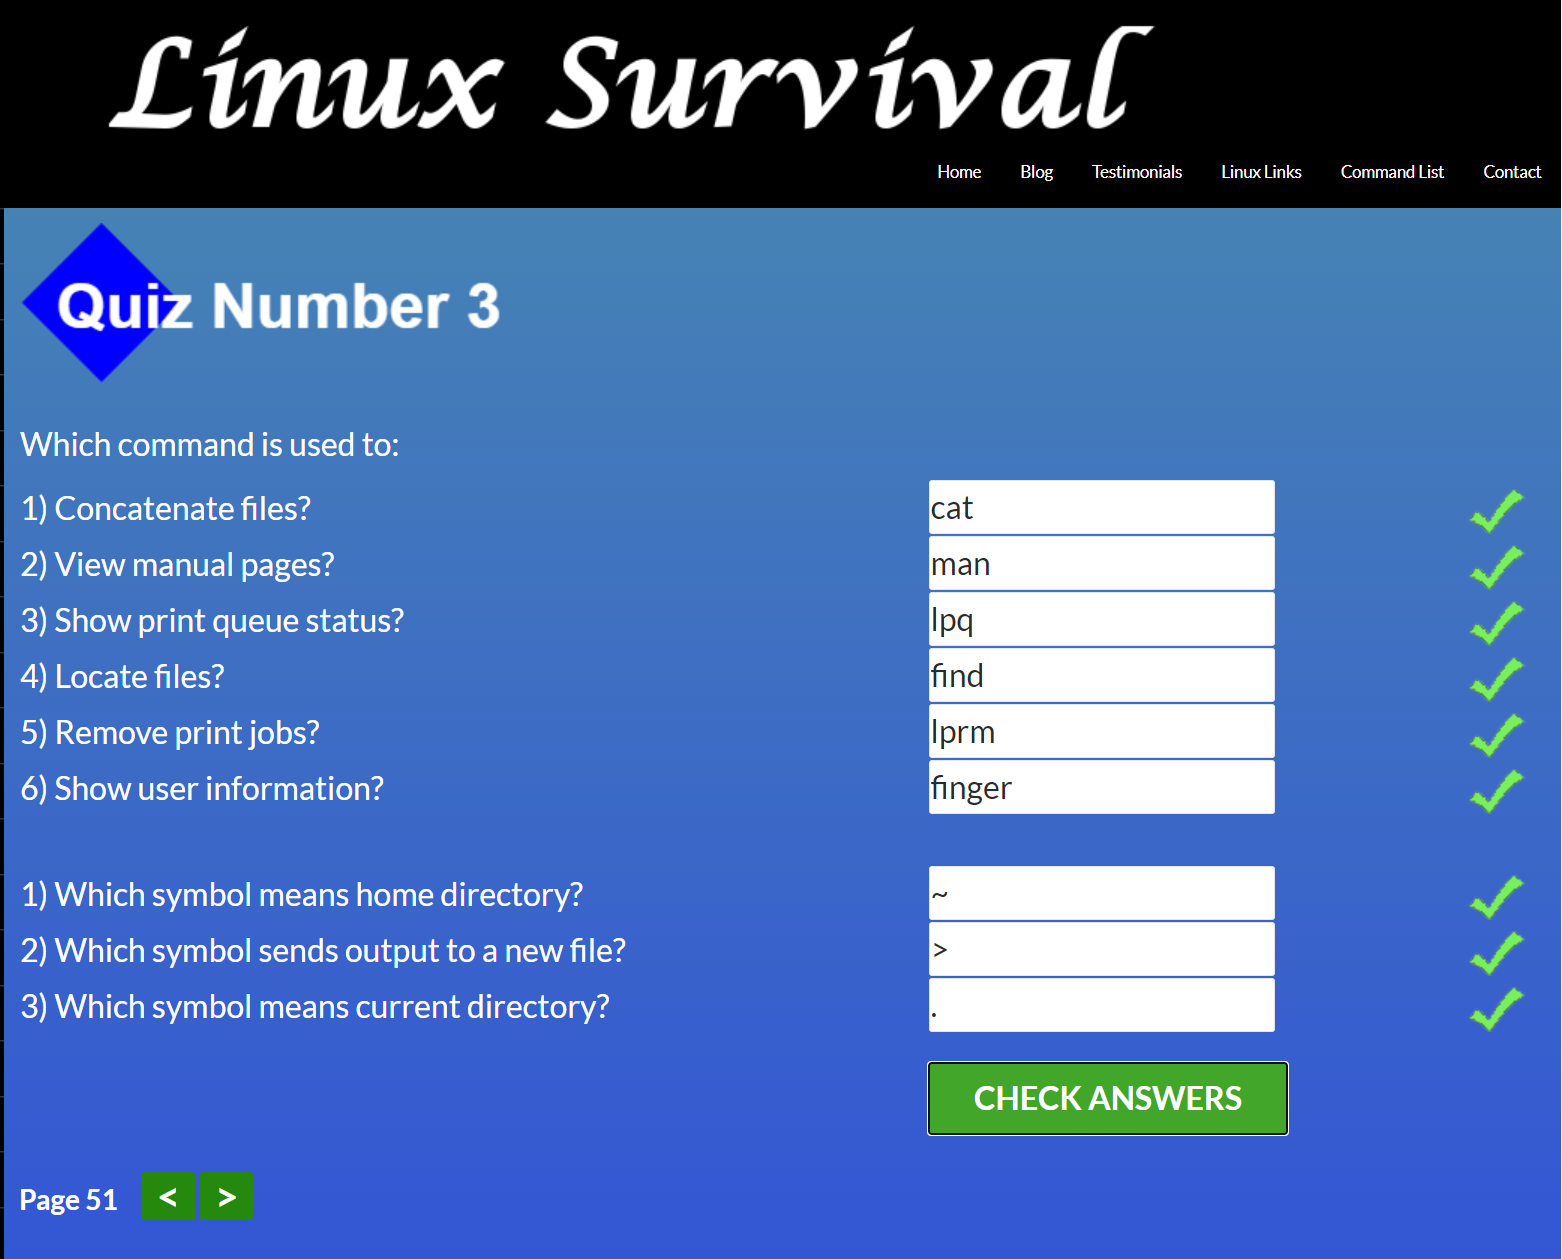 Linux Survival
Home Blog Testimonials Linux Links Command List Contact
Quiz Number 3
Which command is used to:
1) Concatenate files? cat
2) View manual pages? man
3) Show print queue status? lpq
4) Locate files? find
5) Remove print jobs? lprm
6) Show user information? finger
1) Which symbol means home directory? ~
2) Which symbol sends output to a new file? >
3) Which symbol means current directory? .
CHECK ANSWERS
Page 51 < >